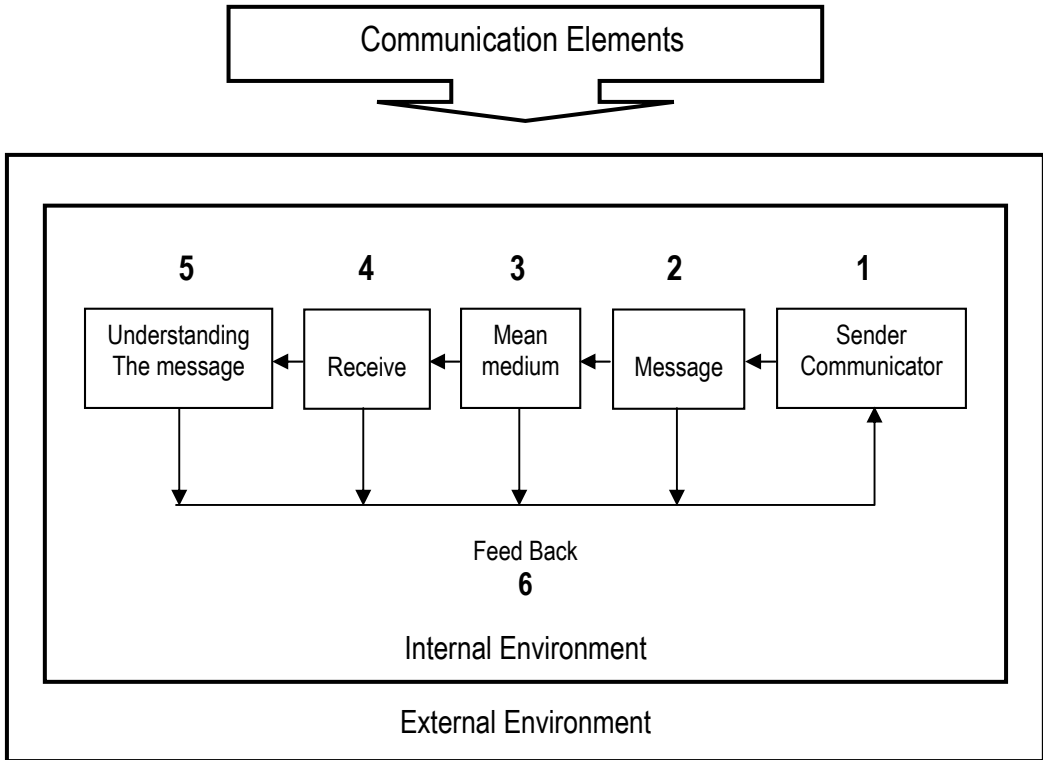 Communication Elements
5 4 3 2 1
Understanding
The message
Receive
Mean
medium
Message
Sender
Communicator
Feed Back
6
Internal Environment
External Environment